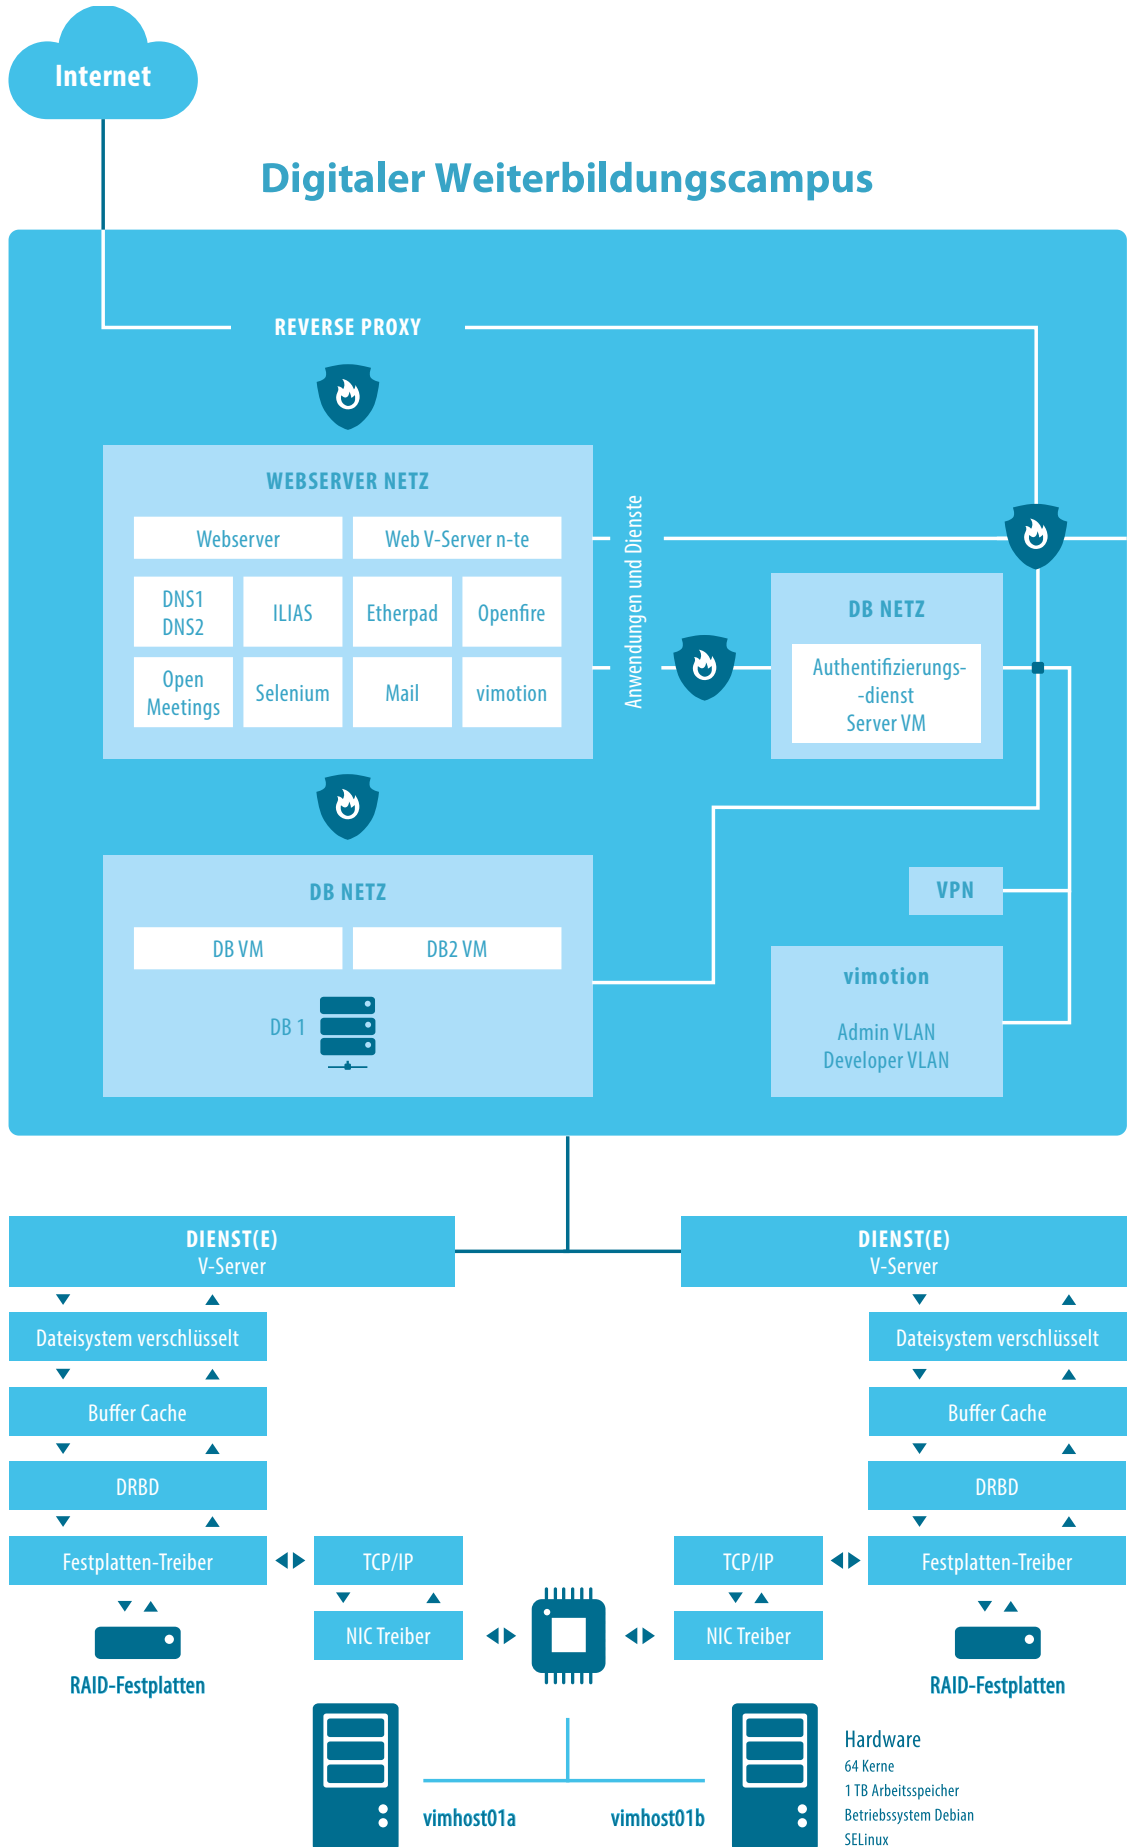 Internet
Digitaler Weiterbildungscampus
REVERSE PROXY
WEBSERVER NETZ
Webserver
Web V-Server n-te
DNS1
DNS2
ILIAS
Etherpad
Openfire
Open
Meetings
Selenium
Mail
vimotion
Anwendungen und Dienste
DB NETZ
Authentifizierungs-
-dienst
Server VM
DB NETZ
DB VM
DB2 VM
DB 1
VPN
vimotion
Admin VLAN
Developer VLAN
DIENST(E)
V-Server
DIENST(E)
V-Server
Dateisystem verschlüsselt
Dateisystem verschlüsselt
Buffer Cache
Buffer Cache
DRBD
DRBD
Festplatten-Treiber
TCP/IP
TCP/IP
Festplatten-Treiber
NIC Treiber
NIC Treiber
RAID-Festplatten
RAID-Festplatten
vimhost01a
vimhost01b
Hardware
64 Kerne
1 TB Arbeitsspeicher
Betriebssystem Debian
SELinux